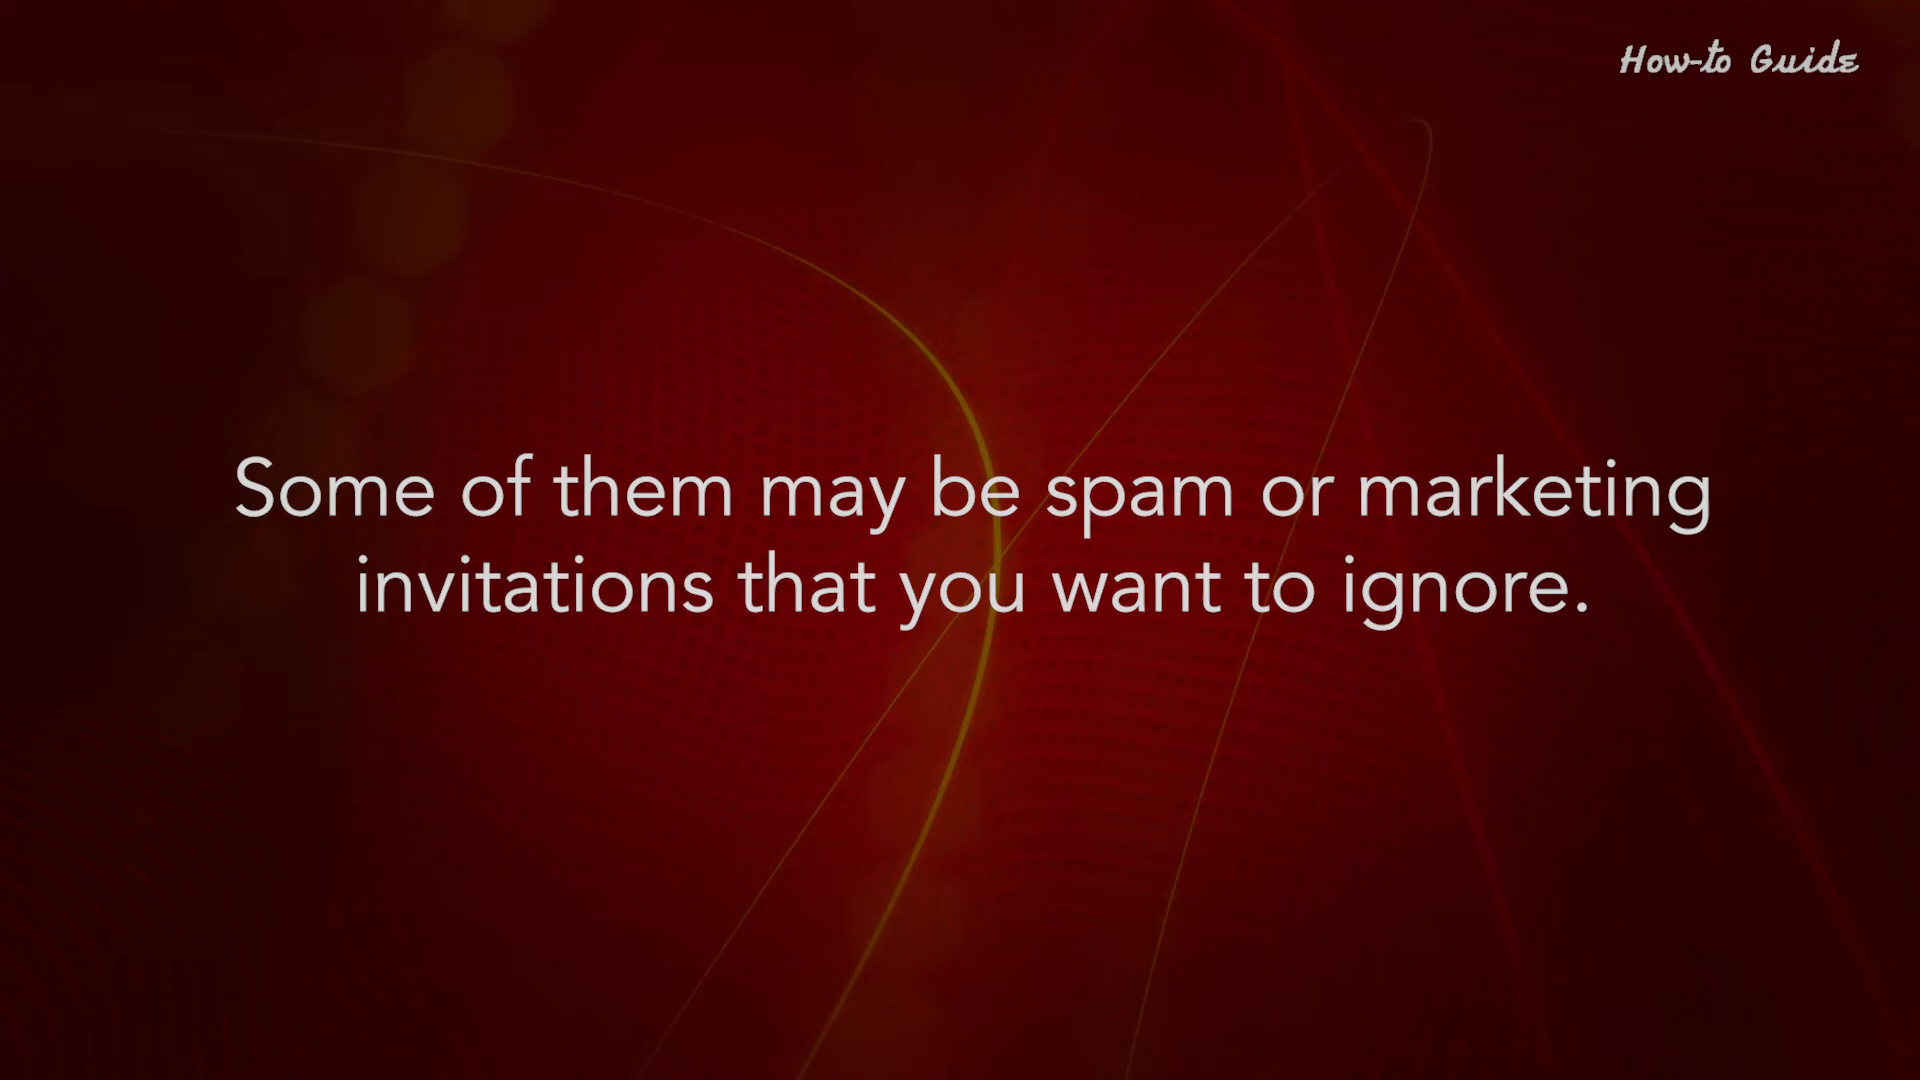 How-to Guide
Some of them may be spam or marketing
invitations that you want to ignore.